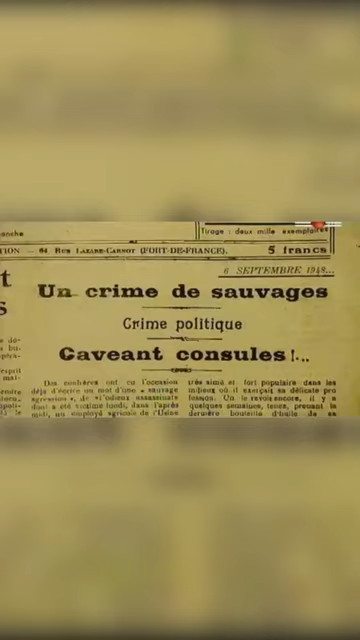 anche
Tirage : deux mille exemplaires
TION — 84 Rue Lazare-Carnot (FORT-DE-FRANCE).
5 francs
6 SEPTEMBRE 1948...
Un crime de sauvages
Crime politique
Caveant consules !...
Des confrères ont eu l'occasion
déjà d'écrire un mot d'une « sauvage
agression », de « l'odieux assassinat »
dont a été victime lundi, dans l'après
midi, un employé agricole de l'Usine
très aimé et fort populaire dans les
milieux où il exerçait sa délicate pro
fession. Un le revoit encore, il y a
quelques semaines, prenant la
dernière bouteille d'huile de sa